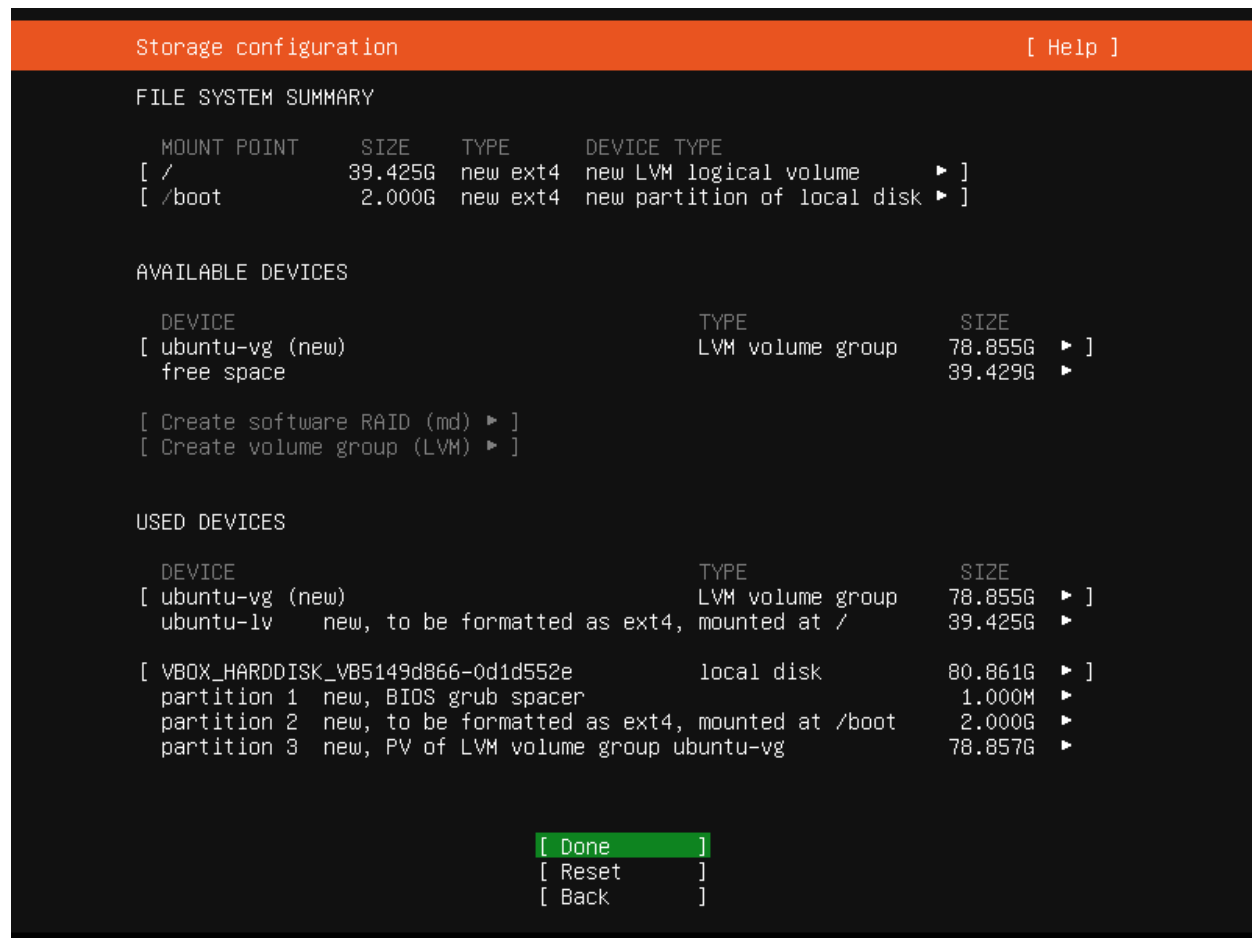 Storage configuration [ Help ]
FILE SYSTEM SUMMARY
MOUNT POINT SIZE TYPE DEVICE TYPE
[ / 39.425G new ext4 new LVM logical volume ▸ ]
[ /boot 2.000G new ext4 new partition of local disk ▸ ]
AVAILABLE DEVICES
DEVICE TYPE SIZE
[ ubuntu-vg (new) LVM volume group 78.855G ▸ ]
free space 39.429G ▸
[ Create software RAID (md) ▸ ]
[ Create volume group (LVM) ▸ ]
USED DEVICES
DEVICE TYPE SIZE
[ ubuntu-vg (new) LVM volume group 78.855G ▸ ]
ubuntu-lv new, to be formatted as ext4, mounted at / 39.425G ▸
[ VBOX_HARDDISK_VB5149d866-0d1d552e local disk 80.861G ▸ ]
partition 1 new, BIOS grub spacer 1.000M ▸
partition 2 new, to be formatted as ext4, mounted at /boot 2.000G ▸
partition 3 new, PV of LVM volume group ubuntu-vg 78.857G ▸
[ Done ]
[ Reset ]
[ Back ]